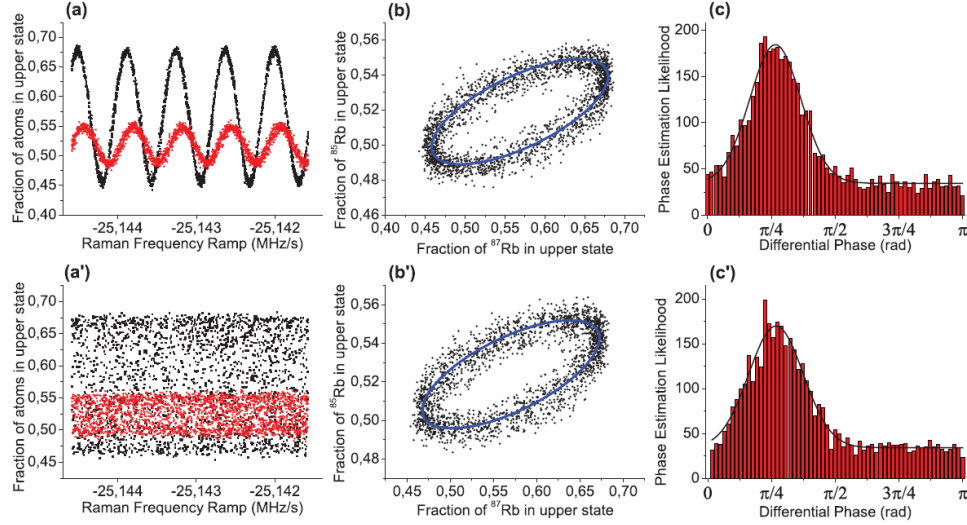 (a)
(b)
(c)
Fraction of atoms in upper state
0,70
0,65
0,60
0,55
0,50
0,45
0,40
-25,144
-25,143
-25,142
Raman Frequency Ramp (MHz/s)
Fraction of ⁸⁵Rb in upper state
0,56
0,54
0,52
0,50
0,48
0,46
0,40
0,45
0,50
0,55
0,60
0,65
0,70
Fraction of ⁸⁷Rb in upper state
Phase Estimation Likelihood
200
150
100
50
0
0
π/4
π/2
3π/4
π
Differential Phase (rad)
(a')
(b')
(c')
Fraction of atoms in upper state
0,70
0,65
0,60
0,55
0,50
0,45
-25,144
-25,143
-25,142
Raman Frequency Ramp (MHz/s)
Fraction of ⁸⁵Rb in upper state
0,56
0,54
0,52
0,50
0,48
0,45
0,50
0,55
0,60
0,65
0,70
Fraction of ⁸⁷Rb in upper state
Phase Estimation Likelihood
200
150
100
50
0
0
π/4
π/2
3π/4
π
Differential Phase (rad)